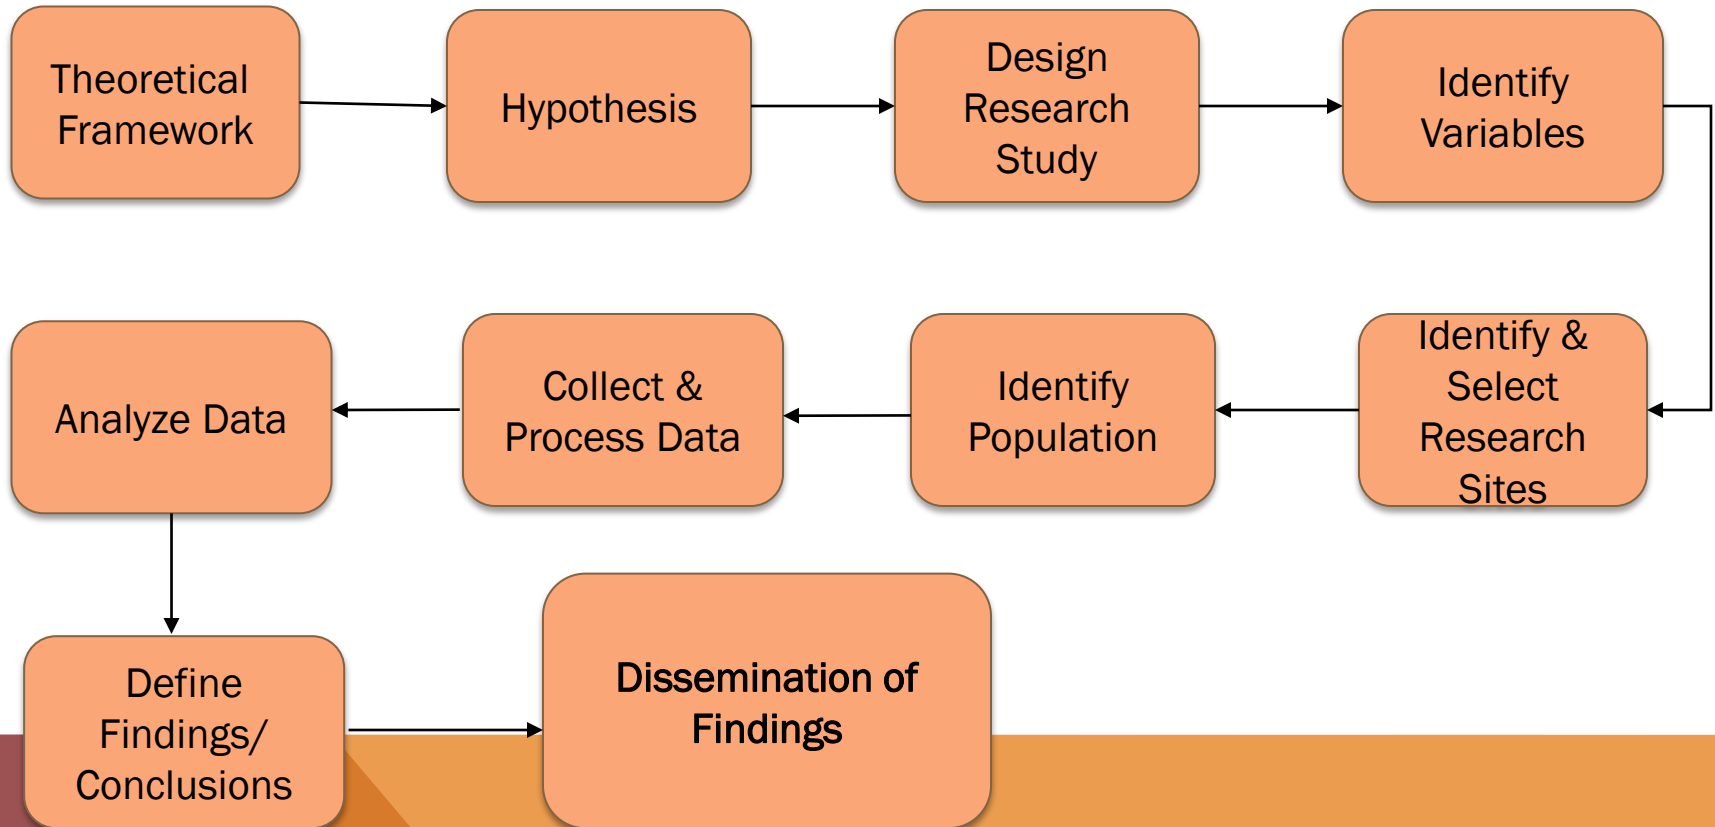 Theoretical
Framework
Hypothesis
Design
Research
Study
Identify
Variables
Identify &
Select
Research
Sites
Identify
Population
Collect &
Process Data
Analyze Data
Define
Findings/
Conclusions
Dissemination of
Findings